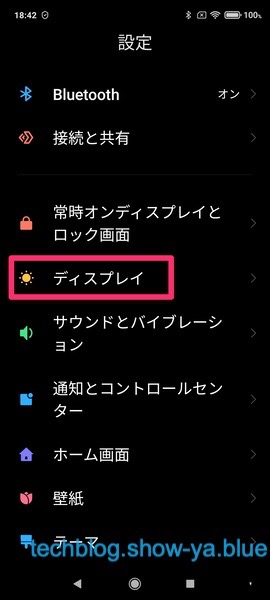 18:42 100%
設定
Bluetooth オン
接続と共有
常時オンディスプレイと
ロック画面
ディスプレイ
サウンドとバイブレーシ
ョン
通知とコントロールセン
ター
ホーム画面
壁紙
テーマ
techblog.show-ya.blue